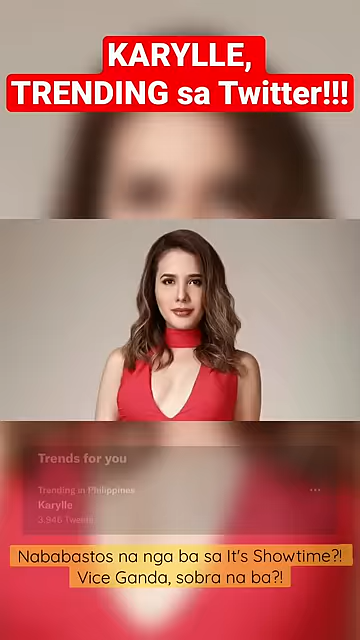 KARYLLE,
TRENDING sa Twitter!!!
Trends for you
Trending in Philippines
Karylle
3,946 Tweets
Nababastos na nga ba sa It's Showtime?!
Vice Ganda, sobra na ba?!